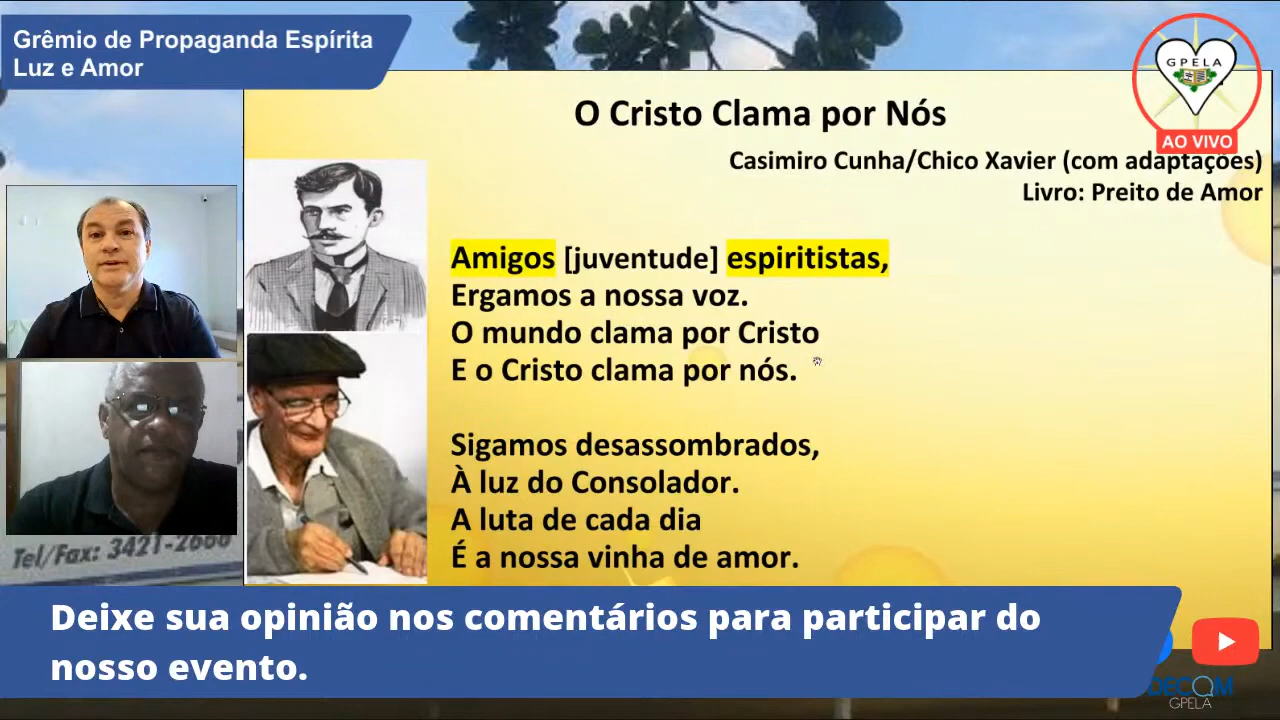 Grêmio de Propaganda Espírita
Luz e Amor
GPELA
AO VIVO
O Cristo Clama por Nós
Casimiro Cunha/Chico Xavier (com adaptações)
Livro: Preito de Amor
Amigos [juventude] espiritistas,
Ergamos a nossa voz.
O mundo clama por Cristo
E o Cristo clama por nós.
Sigamos desassombrados,
À luz do Consolador.
A luta de cada dia
É a nossa vinha de amor.
Tel/Fax: 3421-2668
Deixe sua opinião nos comentários para participar do
nosso evento.
DECOM
GPELA